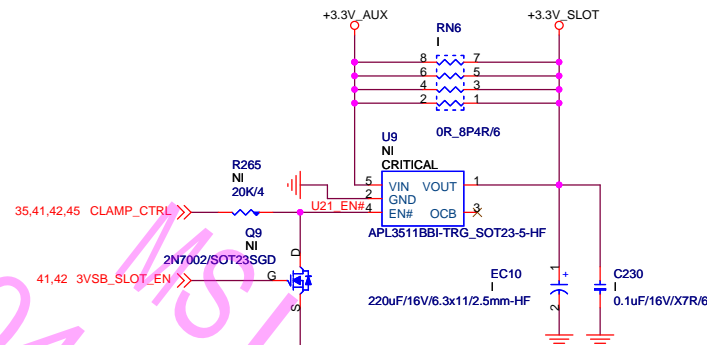 +3.3V_AUX
+3.3V_SLOT
RN6
I
8 7
6 5
4 3
2 1
0R_8P4R/6
U9
NI
CRITICAL
R265
NI
20K/4
5 VIN VOUT 1
2 GND
U21_EN# 4 EN# OCB 3
35,41,42,45 CLAMP_CTRL
APL3511BBI-TRG_SOT23-5-HF
Q9
NI
2N7002/SOT23SGD
D
41,42 3VSB_SLOT_EN
G
S
EC10
I
220uF/16V/6.3x11/2.5mm-HF
1
+
2
C230
I
0.1uF/16V/X7R/6
MSI